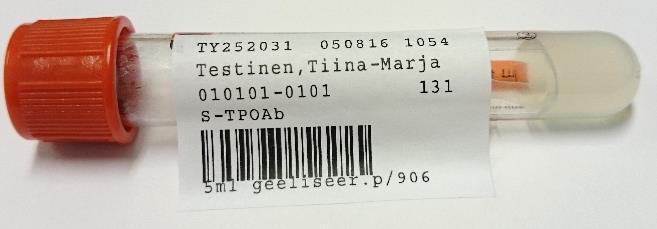 TY252031 050816 1054
Testinen,Tiina-Marja
010101-0101 131
S-TPOAb
5ml geeliseer.p/906